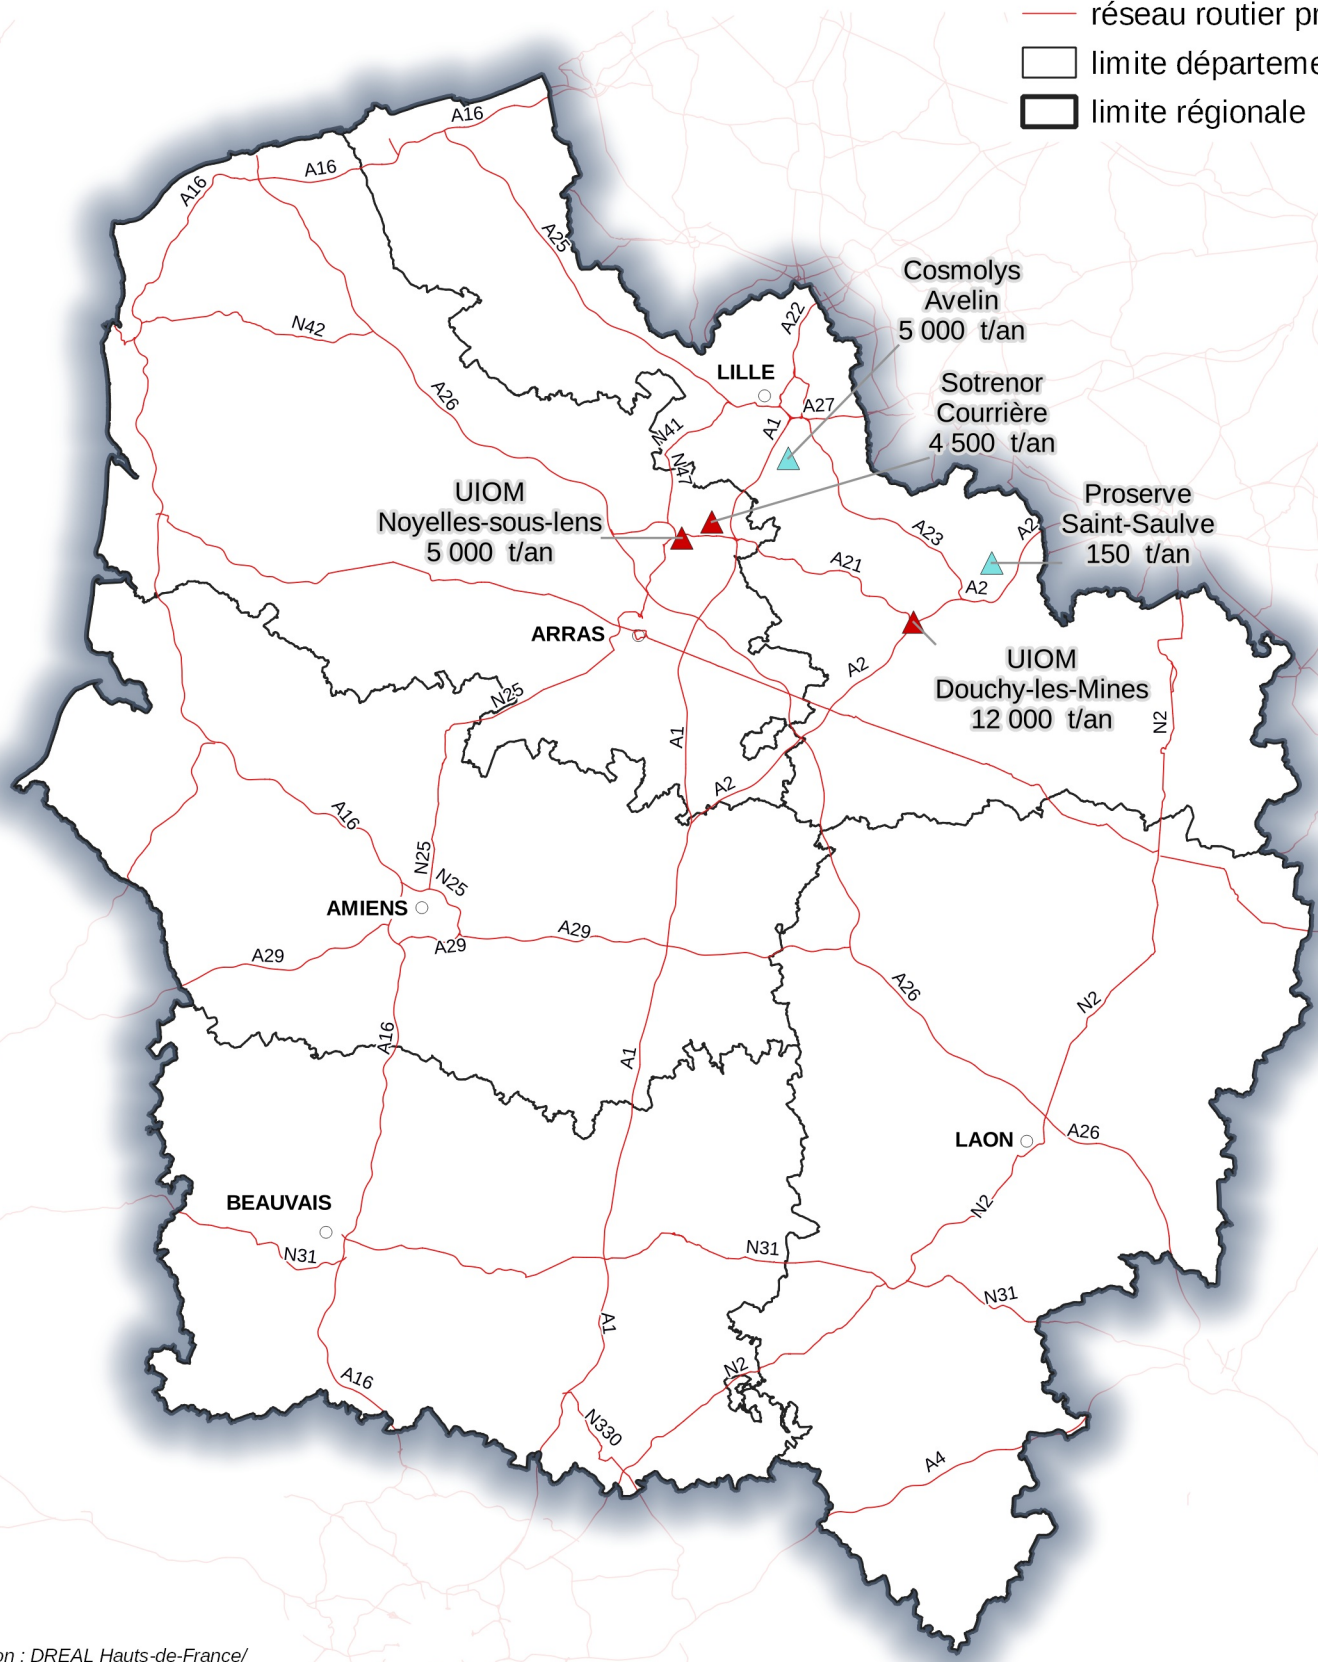 réseau routier pr
limite départeme
limite régionale
A16
A16
A16
A25
Cosmolys
Avelin
5 000 t/an
A22
N42
LILLE
Sotrenor
Courrière
4 500 t/an
A26
A27
A1
N41
N47
UIOM
Noyelles-sous-lens
5 000 t/an
Proserve
Saint-Saulve
150 t/an
A23
A2
A21
A2
ARRAS
A2
UIOM
Douchy-les-Mines
12 000 t/an
N25
A1
N2
A2
A16
N25
N25
AMIENS
A29
A29
A29
A26
N2
A16
A1
LAON
A26
BEAUVAIS
N2
N31
N31
N31
A1
A16
N2
N330
A4
on : DREAL Hauts-de-France/